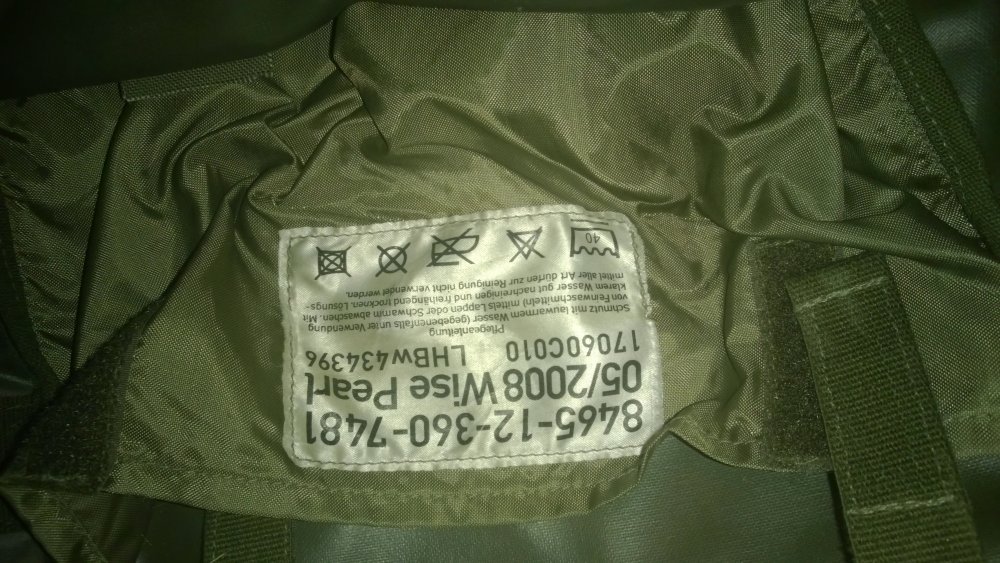 8465-12-360-7481
05/2008 Wise Pearl
17060C010 LHBw434396
Pflegeanleitung
Schmutz mit lauwarmem Wasser (gegebenenfalls unter Verwendung
von Feinwaschmitteln) mittels Lappen oder Schwamm abwaschen. Mit
klarem Wasser gut nachreinigen und freihängend trocknen. Lösungs-
mittel aller Art dürfen zur Reinigung nicht verwendet werden.
40